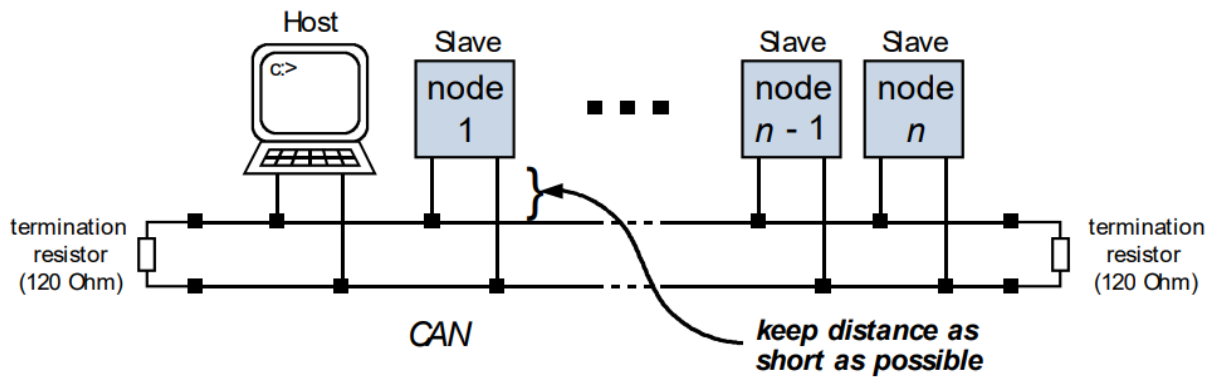 Host
c:>
Slave
node
1
Slave
node
n - 1
Slave
node
n
termination
resistor
(120 Ohm)
termination
resistor
(120 Ohm)
CAN
keep distance as
short as possible